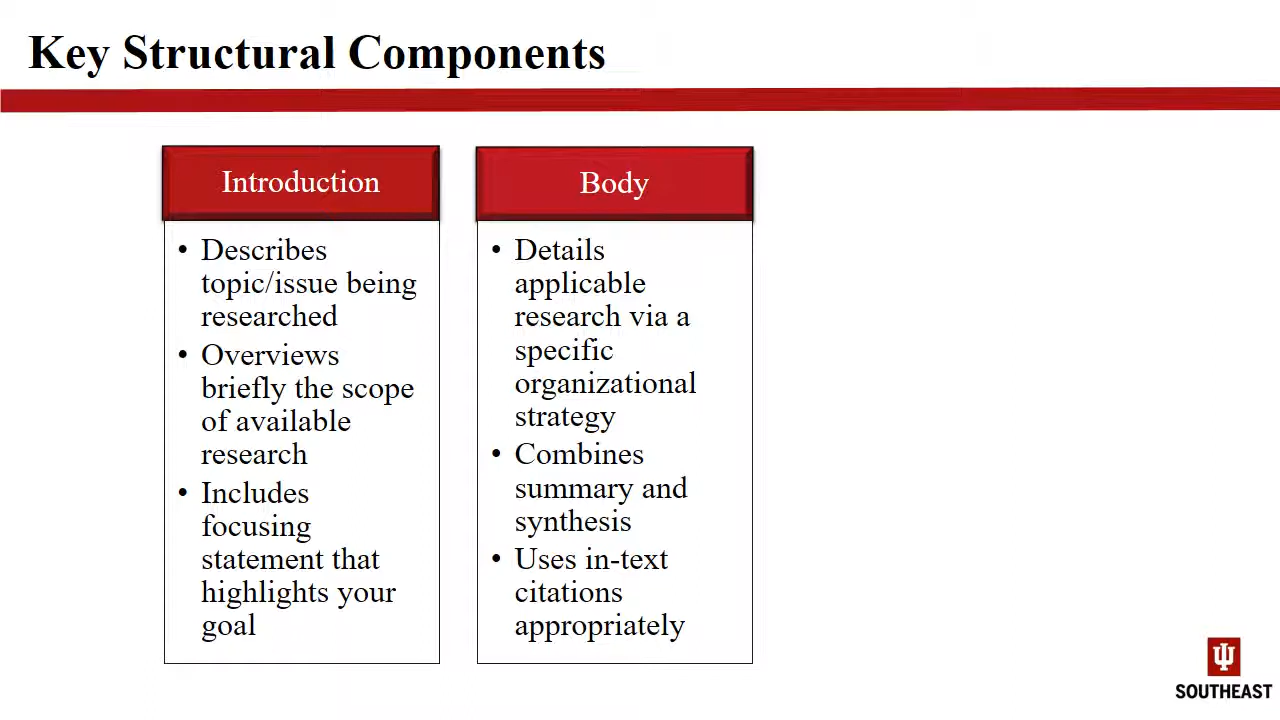 Key Structural Components
Introduction
• Describes
topic/issue being
researched
• Overviews
briefly the scope
of available
research
• Includes
focusing
statement that
highlights your
goal
Body
• Details
applicable
research via a
specific
organizational
strategy
• Combines
summary and
synthesis
• Uses in-text
citations
appropriately
SOUTHEAST